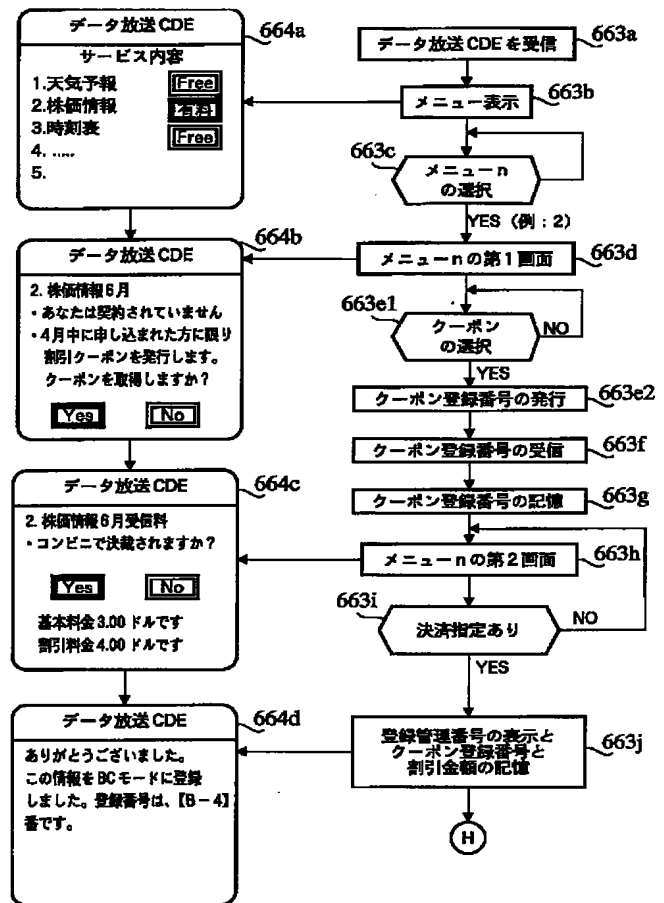 データ放送 CDE
664a
サービス内容
1.天気予報
Free
2.株価情報
有料
3.時刻表
Free
4. .....
5.
データ放送 CDE
664b
2. 株価情報6月
・あなたは契約されていません
・4月中に申し込まれた方に限り
割引クーポンを発行します。
クーポンを取得しますか?
Yes
No
データ放送 CDE
664c
2. 株価情報6月受信料
・コンビニで決裁されますか?
Yes
No
基本料金3.00 ドルです
割引料金4.00 ドルです
データ放送 CDE
664d
ありがとうございました。
この情報をBCモードに登録
しました。登録番号は、【B-4】
番です。
データ放送CDEを受信
663a
メニュー表示
663b
663c
メニューn
の選択
YES(例:2)
メニューnの第1画面
663d
663e1
クーポン
の選択
NO
YES
クーポン登録番号の発行
663e2
クーポン登録番号の受信
663f
クーポン登録番号の記憶
663g
メニューnの第2画面
663h
663i
決済指定あり
NO
YES
登録管理番号の表示と
クーポン登録番号と
割引金額の記憶
663j
H